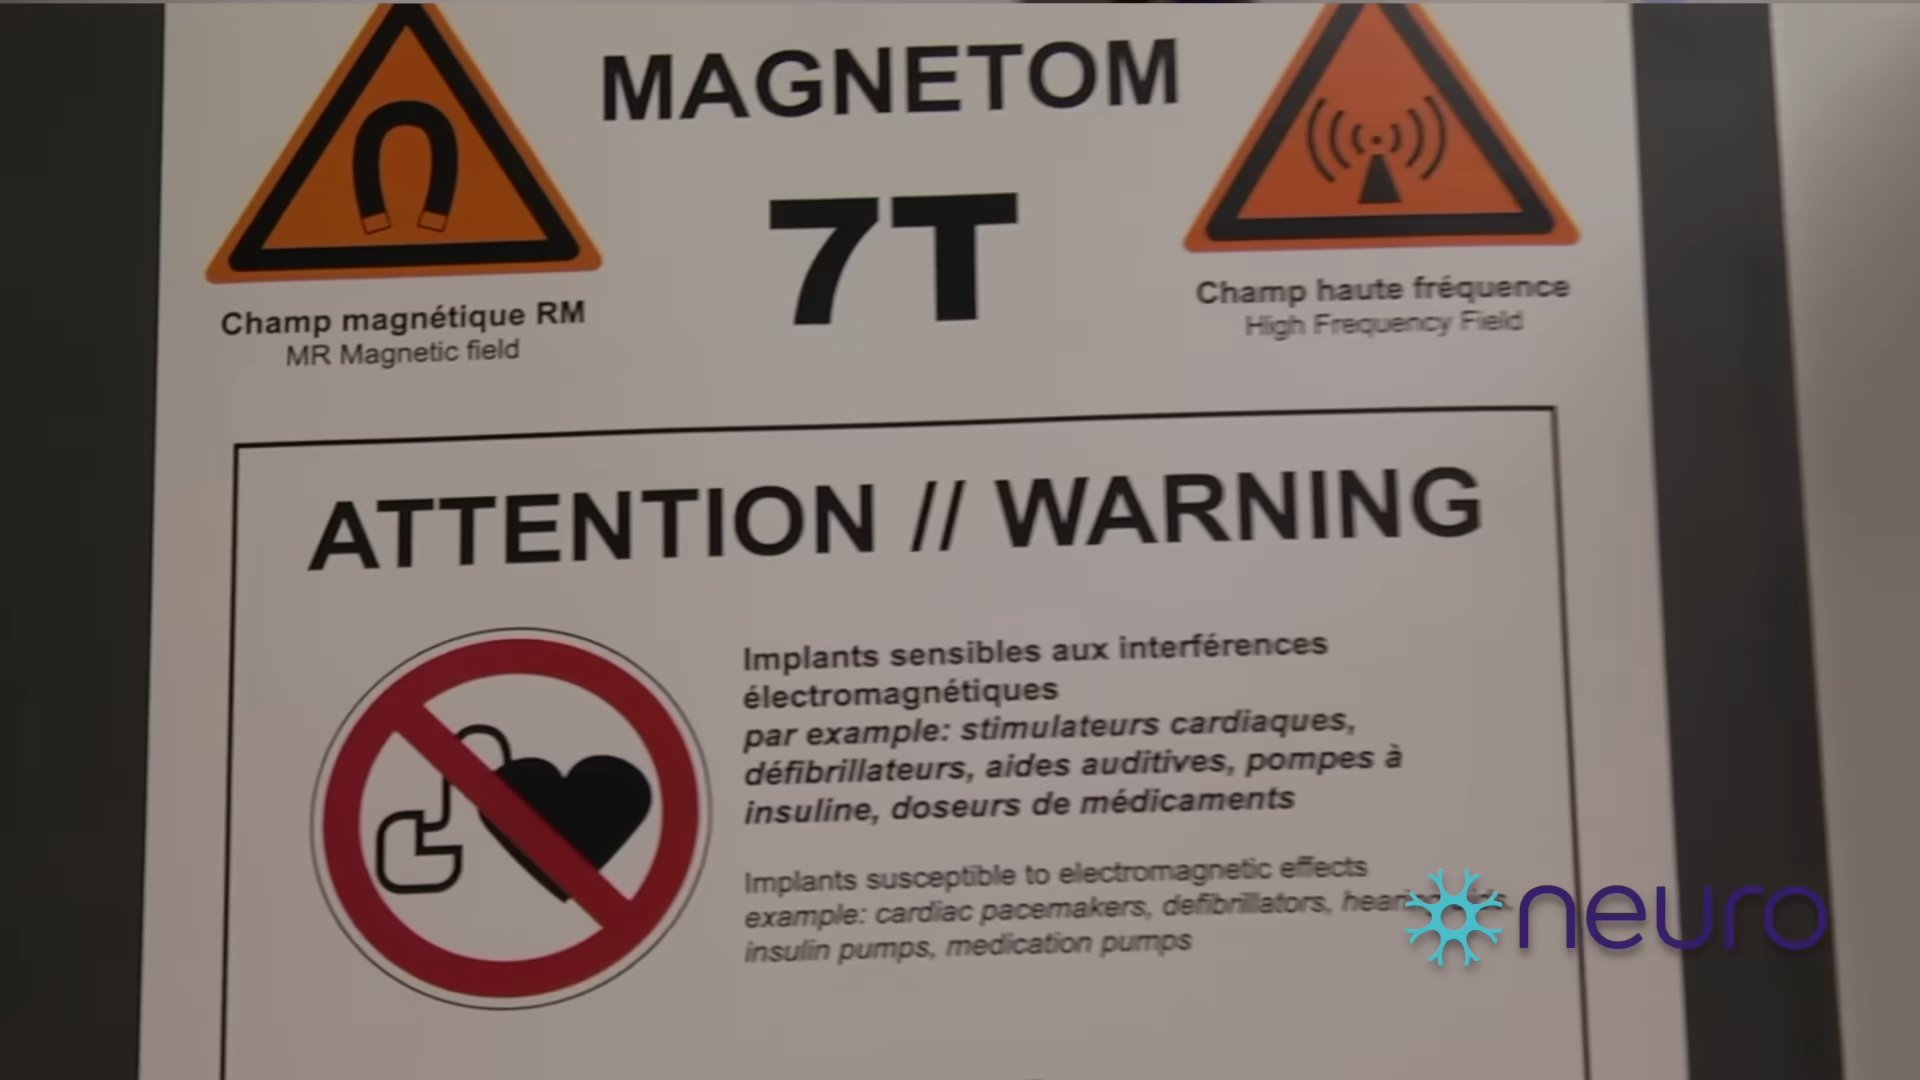 MAGNETOM
7T
Champ magnétique RM
MR Magnetic field
Champ haute fréquence
High Frequency Field
ATTENTION // WARNING
Implants sensibles aux interférences
électromagnétiques
par example: stimulateurs cardiaques,
défibrillateurs, aides auditives, pompes à
insuline, doseurs de médicaments
Implants susceptible to electromagnetic effects
example: cardiac pacemakers, defibrillators, hearing aids,
insulin pumps, medication pumps
neuro